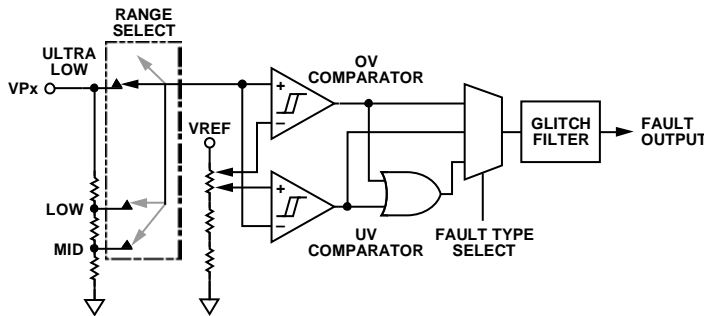 RANGE
SELECT
ULTRA
LOW
VPx
LOW
MID
VREF
OV
COMPARATOR
+
−
+
−
UV
COMPARATOR
FAULT TYPE
SELECT
GLITCH
FILTER
FAULT
OUTPUT